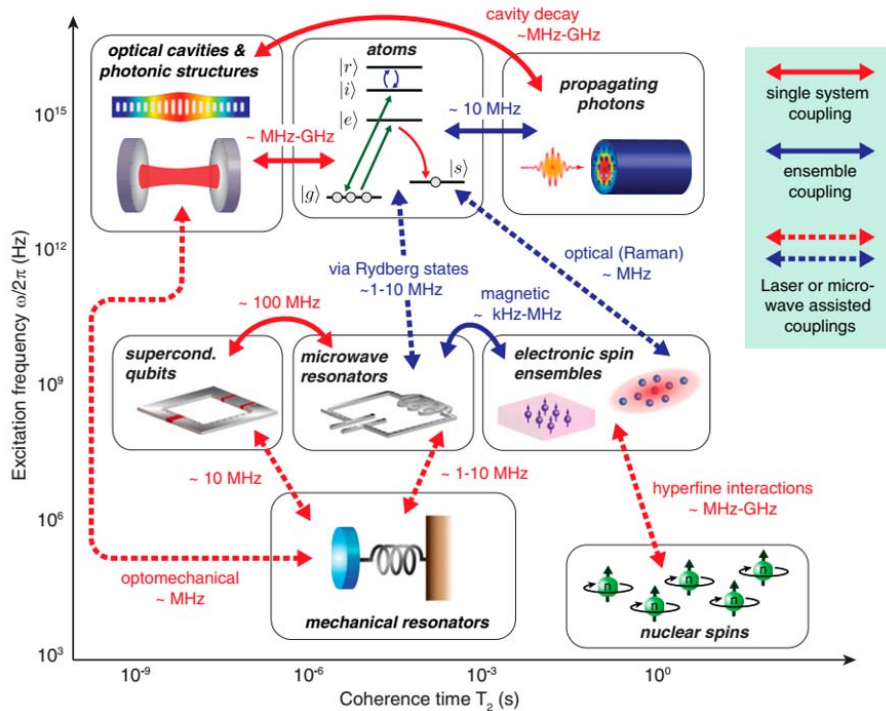 cavity decay
~MHz-GHz
optical cavities &
photonic structures
atoms
|r⟩
|i⟩
|e⟩
|s⟩
|g⟩
propagating
photons
~ MHz-GHz
~ 10 MHz
single system
coupling
ensemble
coupling
Laser or micro-
wave assisted
couplings
via Rydberg states
~1-10 MHz
optical (Raman)
~ MHz
~ 100 MHz
magnetic
~ kHz-MHz
supercond.
qubits
microwave
resonators
electronic spin
ensembles
~ 10 MHz
~ 1-10 MHz
hyperfine interactions
~ MHz-GHz
optomechanical
~ MHz
mechanical resonators
n
n
n
n
n
nuclear spins
Excitation frequency ω/2π (Hz)
10¹⁵
10¹²
10⁹
10⁶
10³
10⁻⁹
10⁻⁶
10⁻³
10⁰
Coherence time T₂ (s)